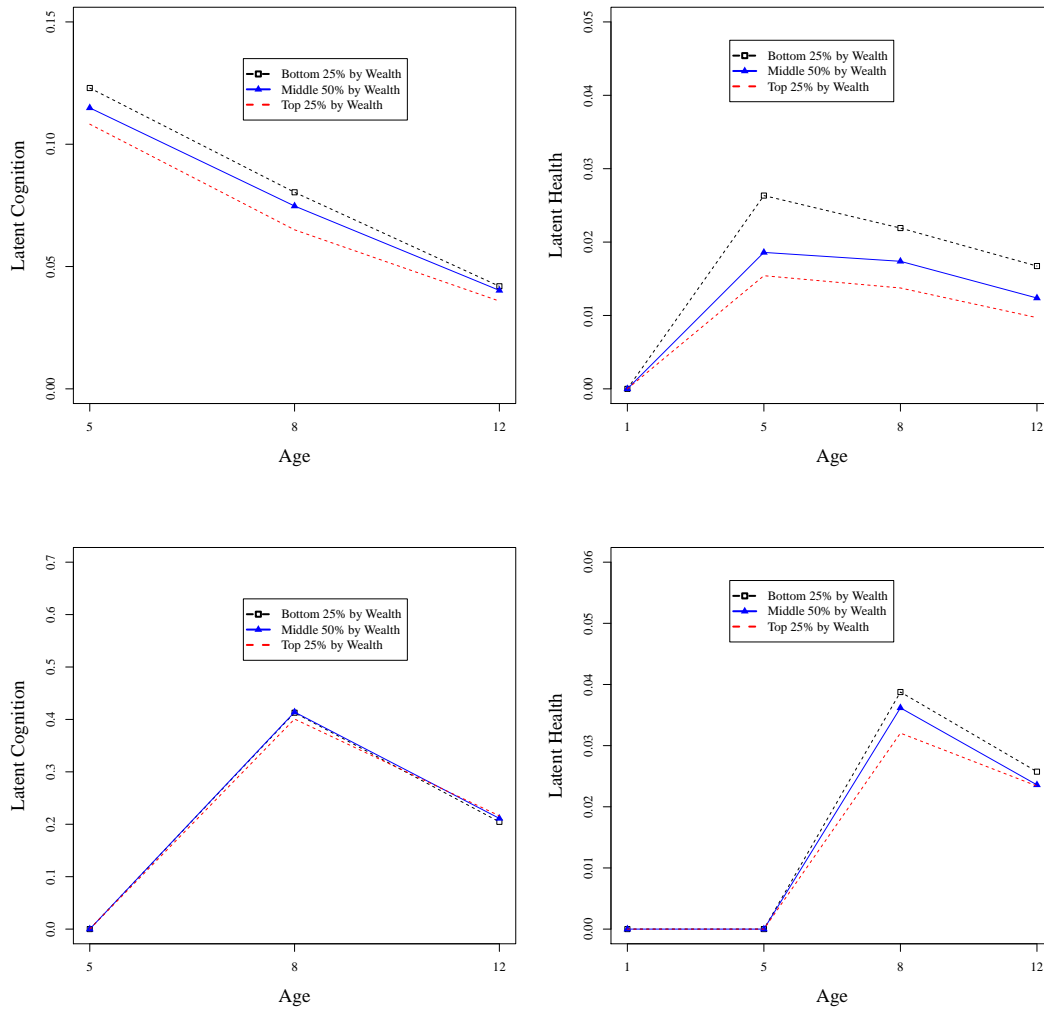 0.15
0.10
0.05
0.00
Latent Cognition
Bottom 25% by Wealth
Middle 50% by Wealth
Top 25% by Wealth
5 8 12
Age
0.05
0.04
0.03
0.02
0.01
0.00
Latent Health
Bottom 25% by Wealth
Middle 50% by Wealth
Top 25% by Wealth
1 5 8 12
Age
0.7
0.6
0.5
0.4
0.3
0.2
0.1
0.0
Latent Cognition
Bottom 25% by Wealth
Middle 50% by Wealth
Top 25% by Wealth
5 8 12
Age
0.06
0.05
0.04
0.03
0.02
0.01
0.00
Latent Health
Bottom 25% by Wealth
Middle 50% by Wealth
Top 25% by Wealth
1 5 8 12
Age